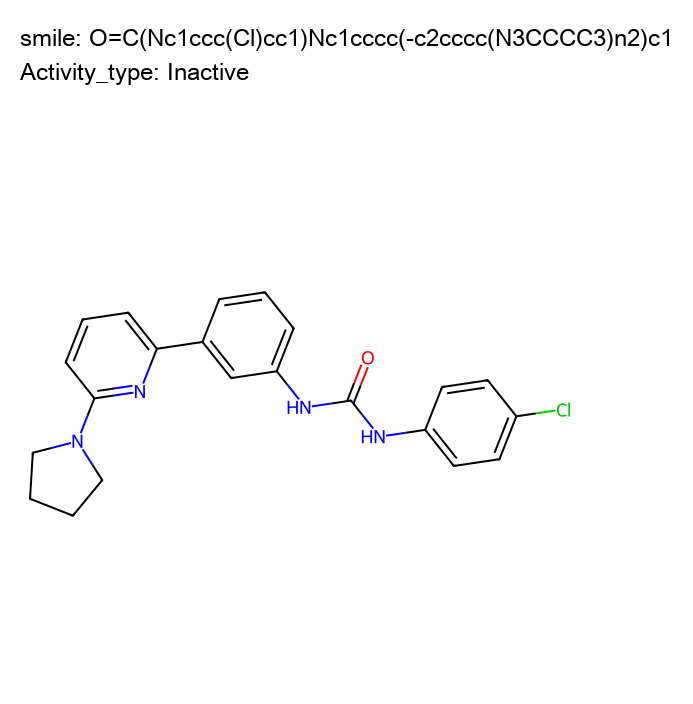 smile: O=C(Nc1ccc(Cl)cc1)Nc1cccc(-c2cccc(N3CCCC3)n2)c1
Activity_type: Inactive
O
N
HN
Cl
HN
N